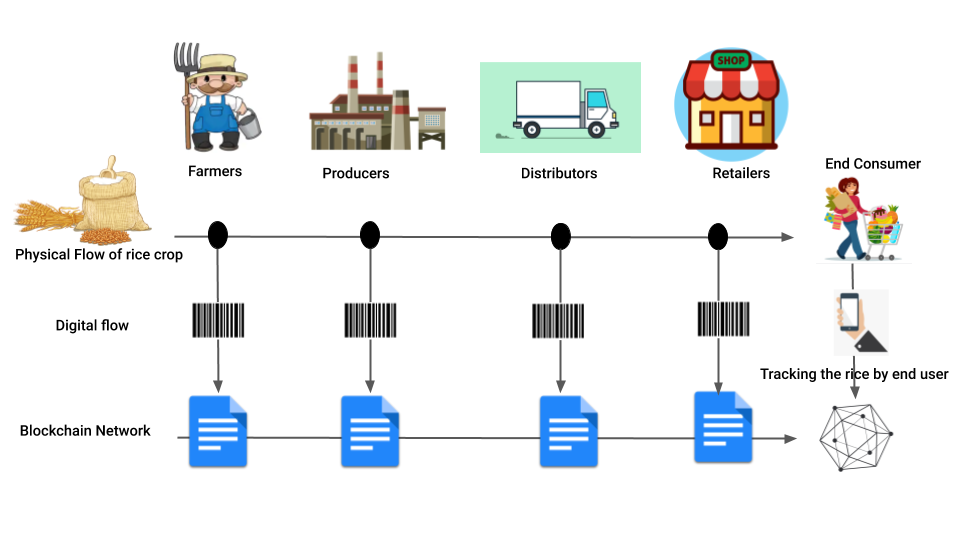 SHOP
Farmers
Producers
Distributors
Retailers
End Consumer
Physical Flow of rice crop
Digital flow
Tracking the rice by end user
Blockchain Network